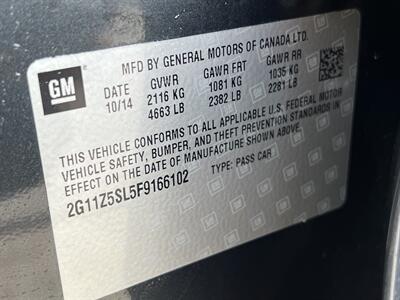 GM
MFD BY GENERAL MOTORS OF CANADA LTD.
DATE GVWR GAWR FRT GAWR RR
10/14 2116 KG 1081 KG 1035 KG
4663 LB 2382 LB 2281 LB
THIS VEHICLE CONFORMS TO ALL APPLICABLE U.S. FEDERAL MOTOR
VEHICLE SAFETY, BUMPER, AND THEFT PREVENTION STANDARDS IN
EFFECT ON THE DATE OF MANUFACTURE SHOWN ABOVE.
2G11Z5SL5F9166102 TYPE: PASS CAR